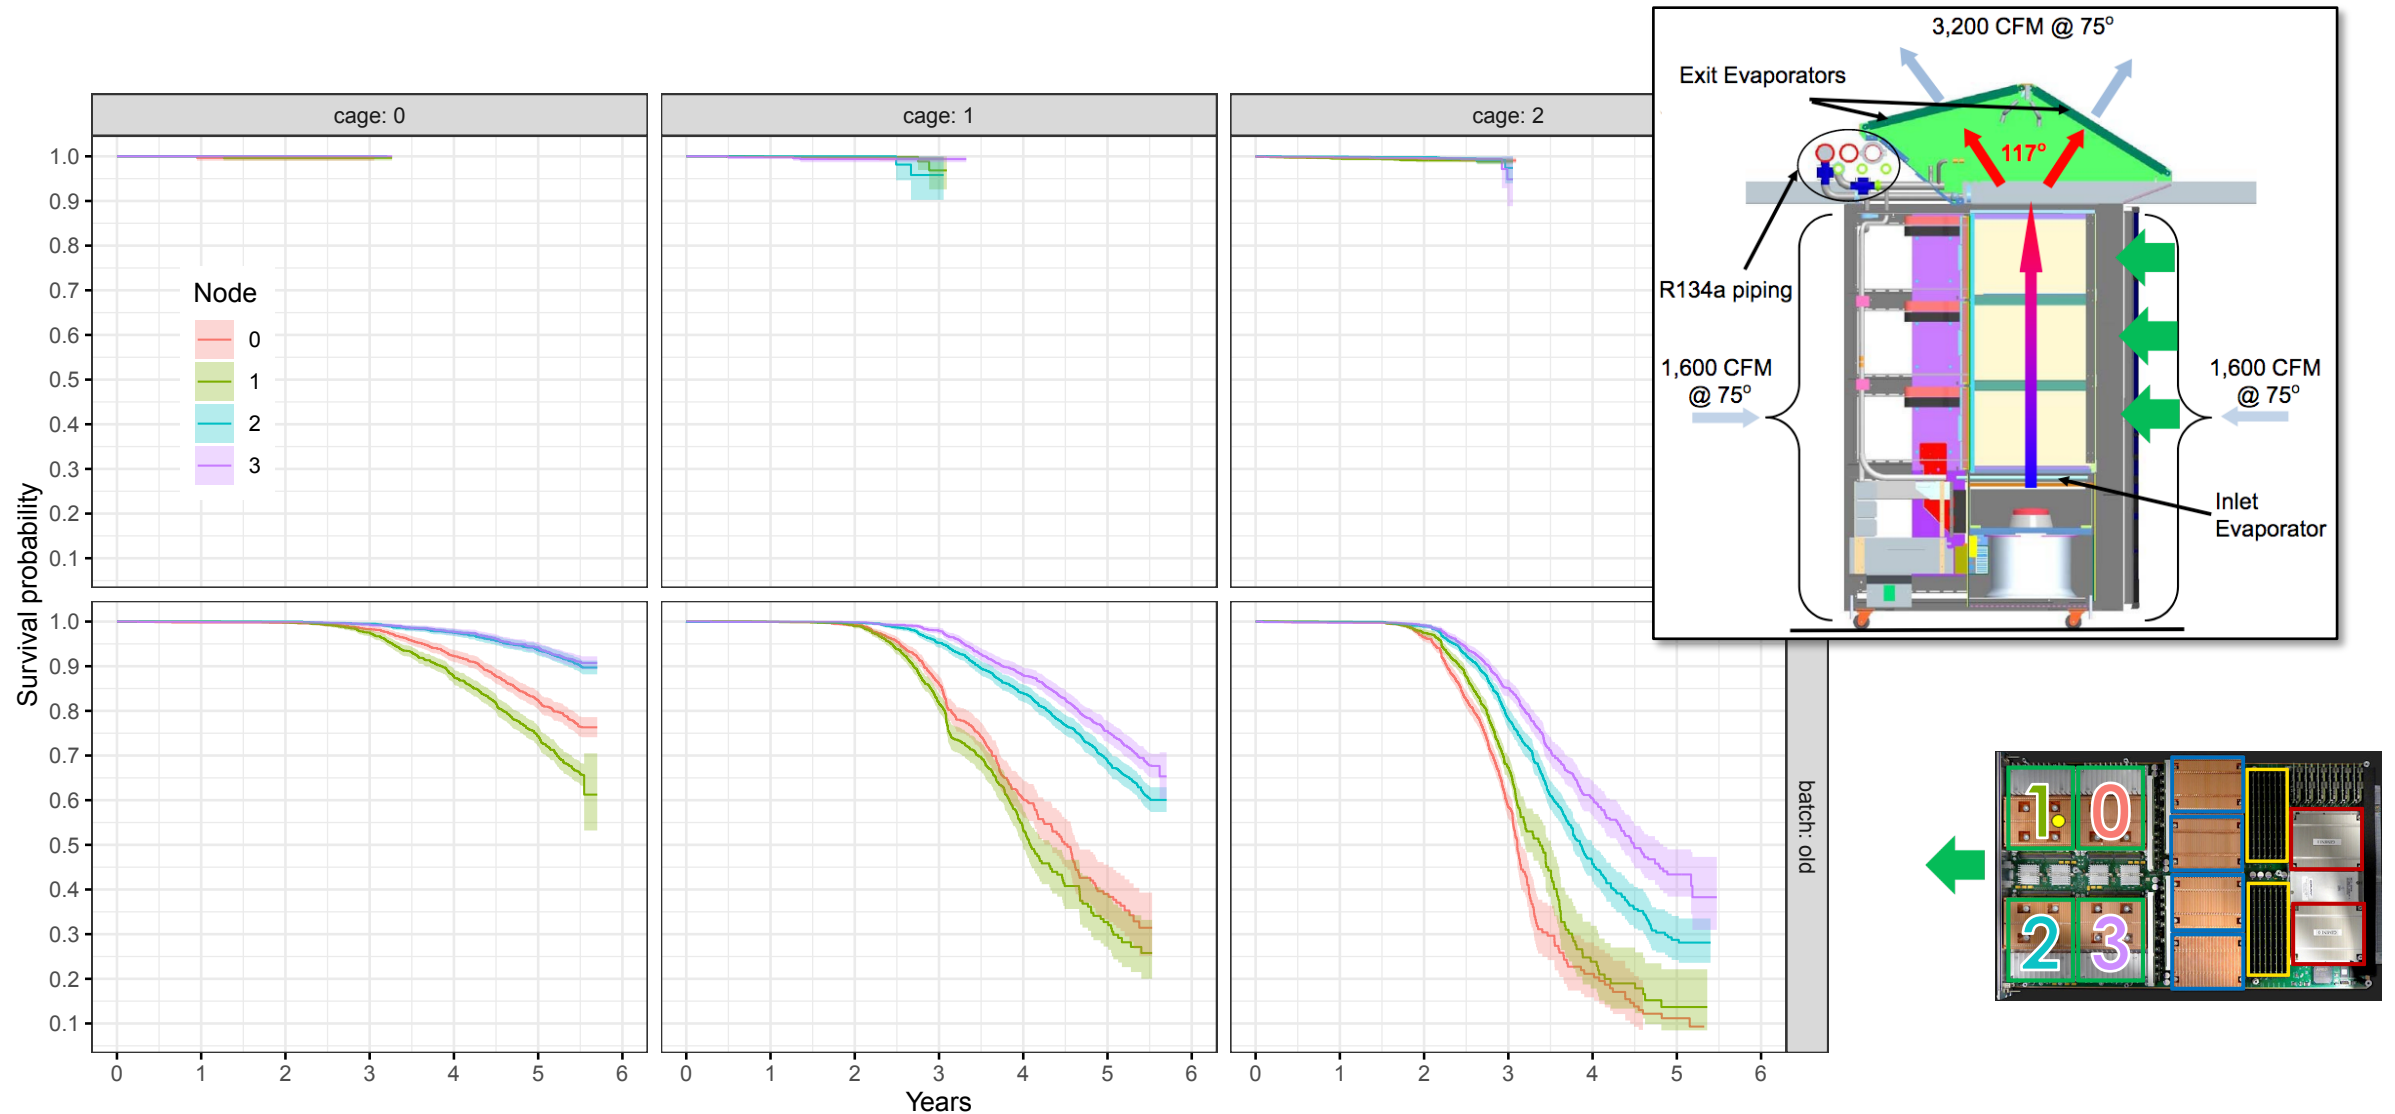 cage: 0
cage: 1
cage: 2
1.0
0.9
0.8
0.7
0.6
0.5
0.4
0.3
0.2
0.1
Node
0
1
2
3
Survival probability
1.0
0.9
0.8
0.7
0.6
0.5
0.4
0.3
0.2
0.1
0 1 2 3 4 5 6
0 1 2 3 4 5 6
0 1 2 3 4 5 6
Years
batch: old
3,200 CFM @ 75°
Exit Evaporators
117°
R134a piping
1,600 CFM
@ 75°
1,600 CFM
@ 75°
Inlet
Evaporator
1 0
2 3